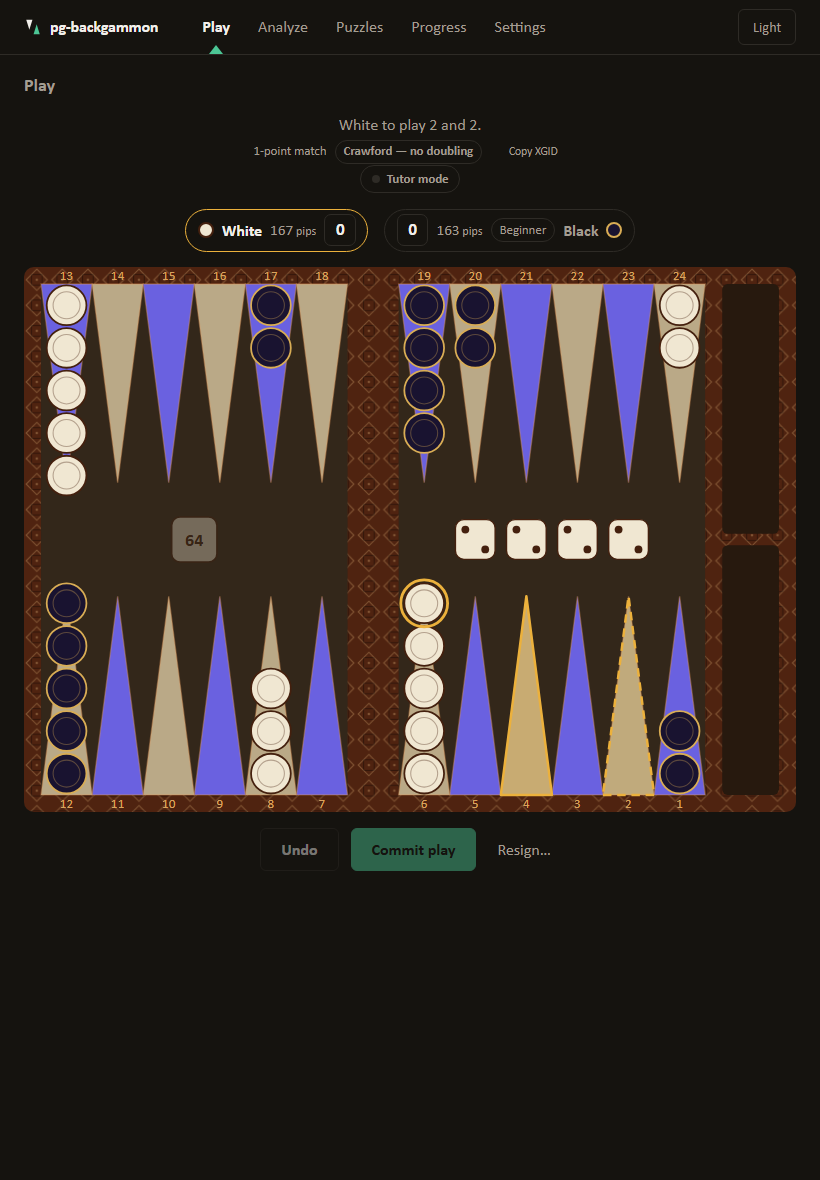 pg-backgammon Play Analyze Puzzles Progress Settings Light
Play
White to play 2 and 2.
1-point match Crawford — no doubling Copy XGID
Tutor mode
White 167 pips 0 0 163 pips Beginner Black
13 14 15 16 17 18 19 20 21 22 23 24
64
12 11 10 9 8 7 6 5 4 3 2 1
Undo Commit play Resign...